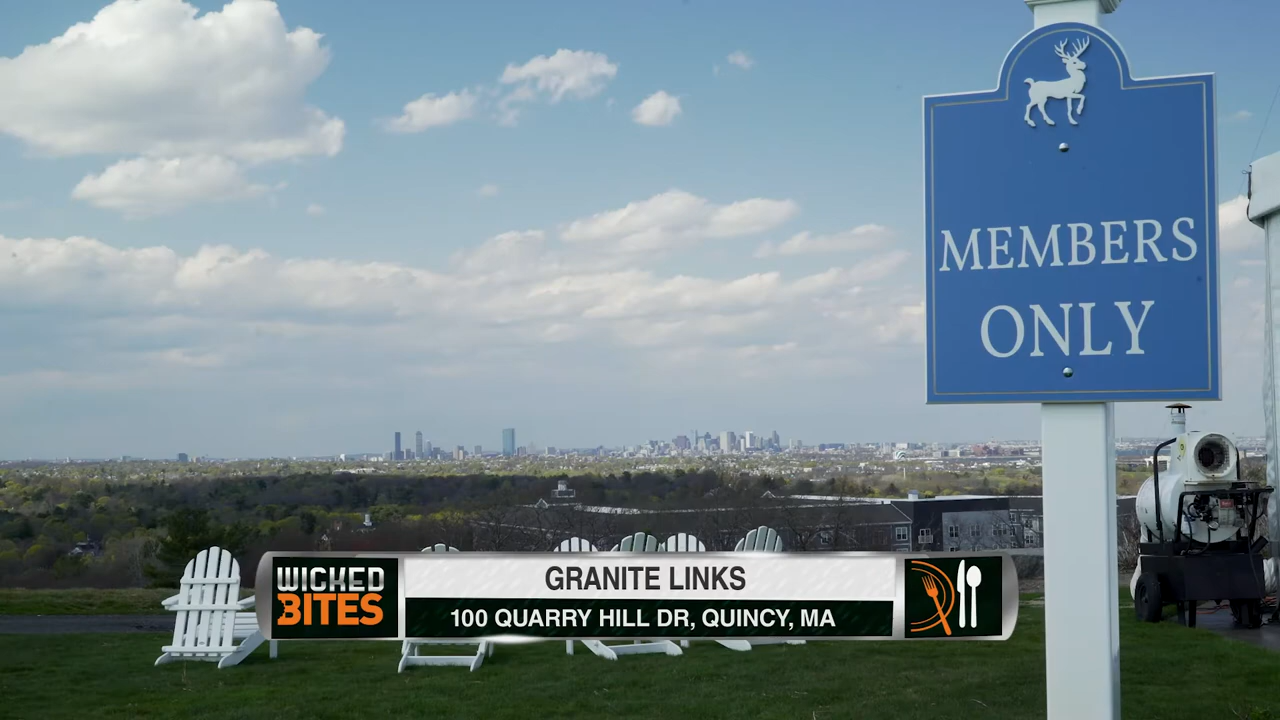 MEMBERS
ONLY
WICKED
BITES
GRANITE LINKS
100 QUARRY HILL DR, QUINCY, MA